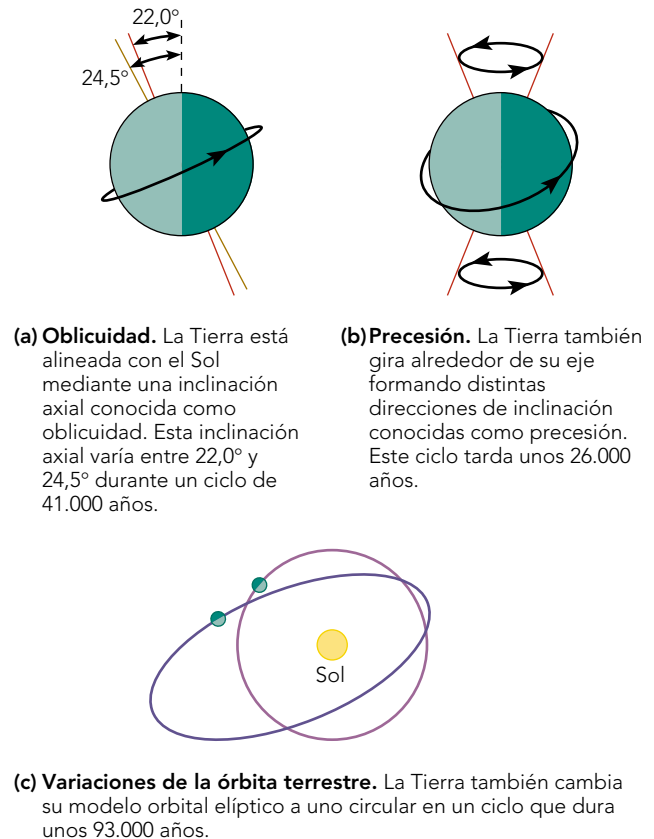 22,0°
24,5°
(a) Oblicuidad. La Tierra está
alineada con el Sol
mediante una inclinación
axial conocida como
oblicuidad. Esta inclinación
axial varía entre 22,0° y
24,5° durante un ciclo de
41.000 años.
(b) Precesión. La Tierra también
gira alrededor de su eje
formando distintas
direcciones de inclinación
conocidas como precesión.
Este ciclo tarda unos 26.000
años.
Sol
(c) Variaciones de la órbita terrestre. La Tierra también cambia
su modelo orbital elíptico a uno circular en un ciclo que dura
unos 93.000 años.